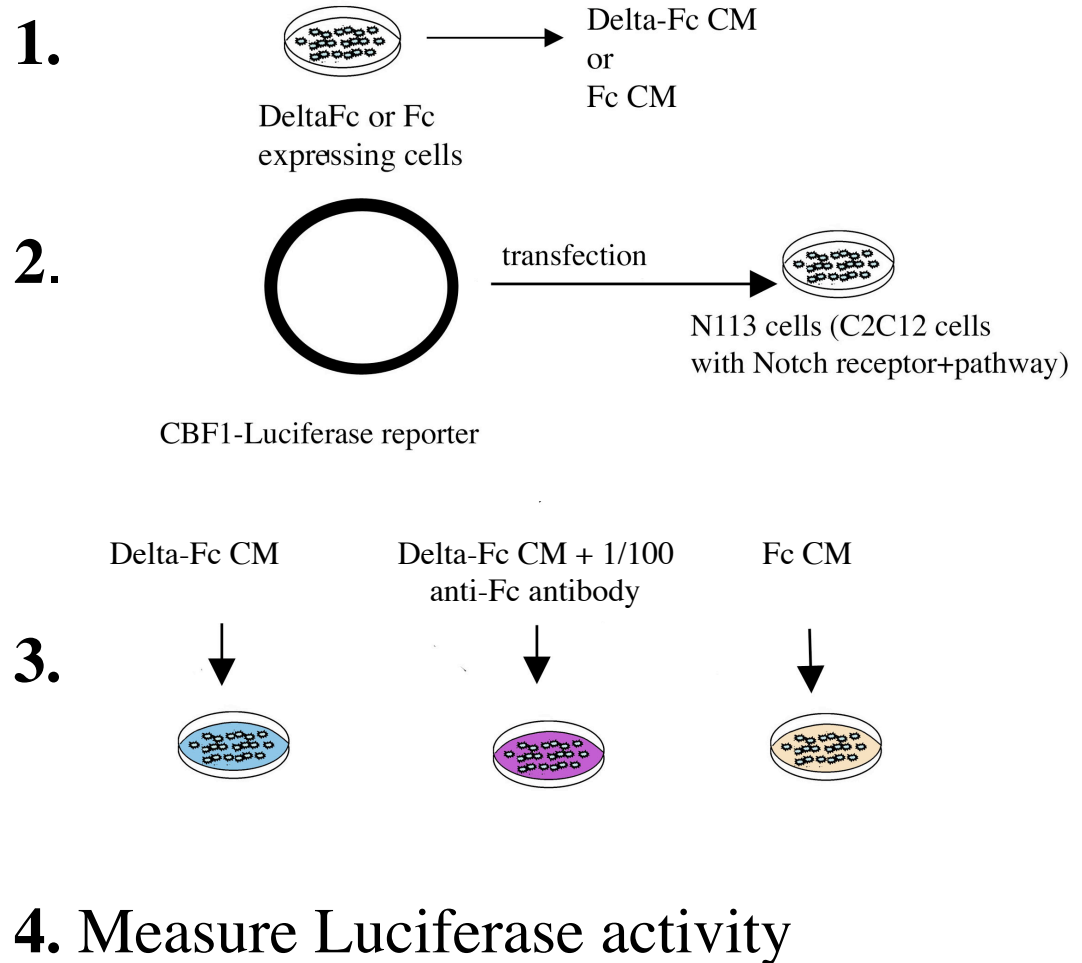 1.
Delta-Fc CM
or
Fc CM
DeltaFc or Fc
expressing cells
2.
transfection
N113 cells (C2C12 cells
with Notch receptor+pathway)
CBF1-Luciferase reporter
Delta-Fc CM
Delta-Fc CM + 1/100
anti-Fc antibody
Fc CM
3.
4. Measure Luciferase activity